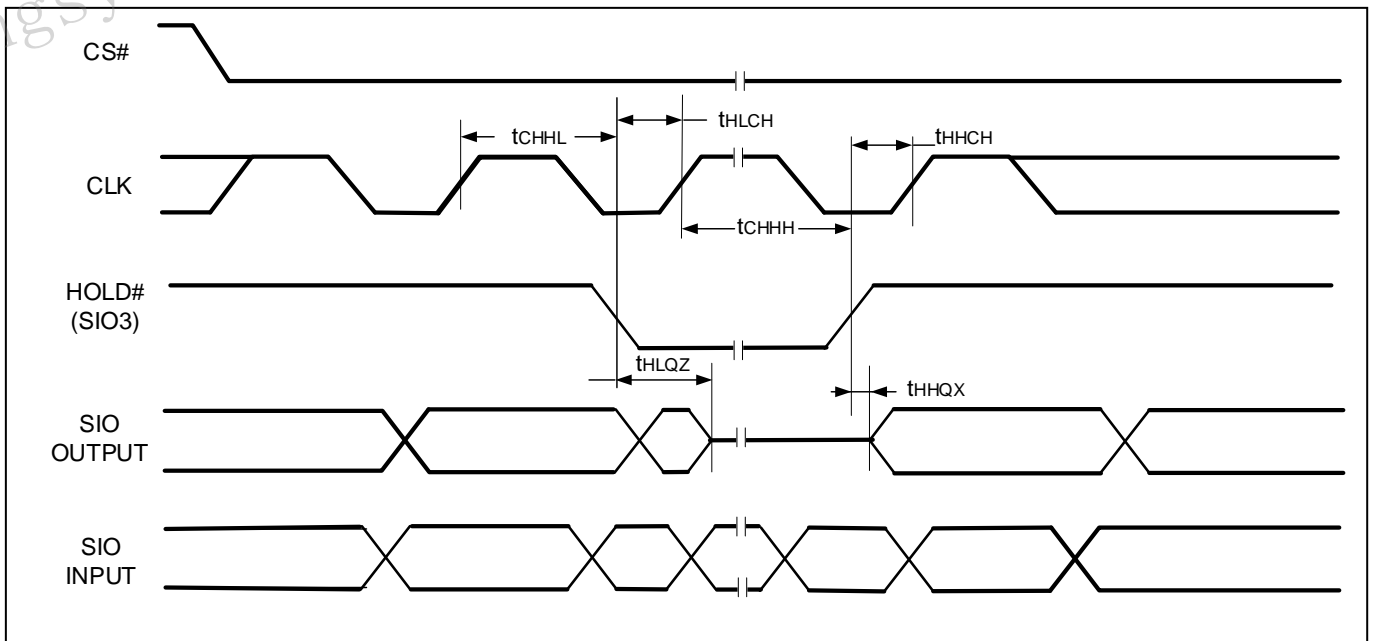 CS#
tHLCH
tCHHL
tHHCH
CLK
tCHHH
HOLD#
(SIO3)
tHLQZ
tHHQX
SIO
OUTPUT
SIO
INPUT